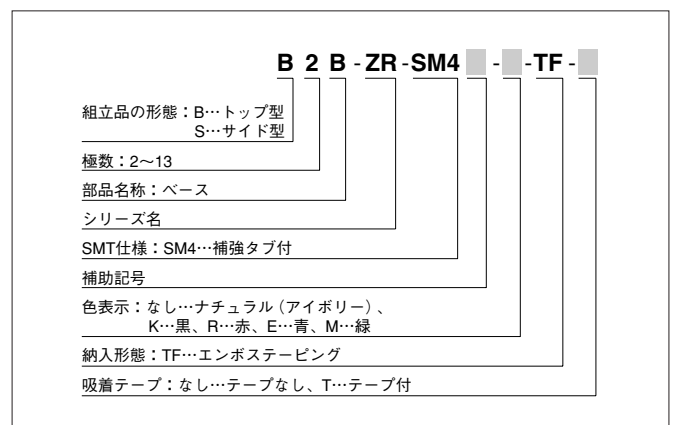 B 2 B - ZR - SM4 - - TF -
組立品の形態：B…トップ型
S…サイド型
極数：2〜13
部品名称：ベース
シリーズ名
SMT仕様：SM4…補強タブ付
補助記号
色表示：なし…ナチュラル（アイボリー）、
K…黒、R…赤、E…青、M…緑
納入形態：TF…エンボステーピング
吸着テープ：なし…テープなし、T…テープ付